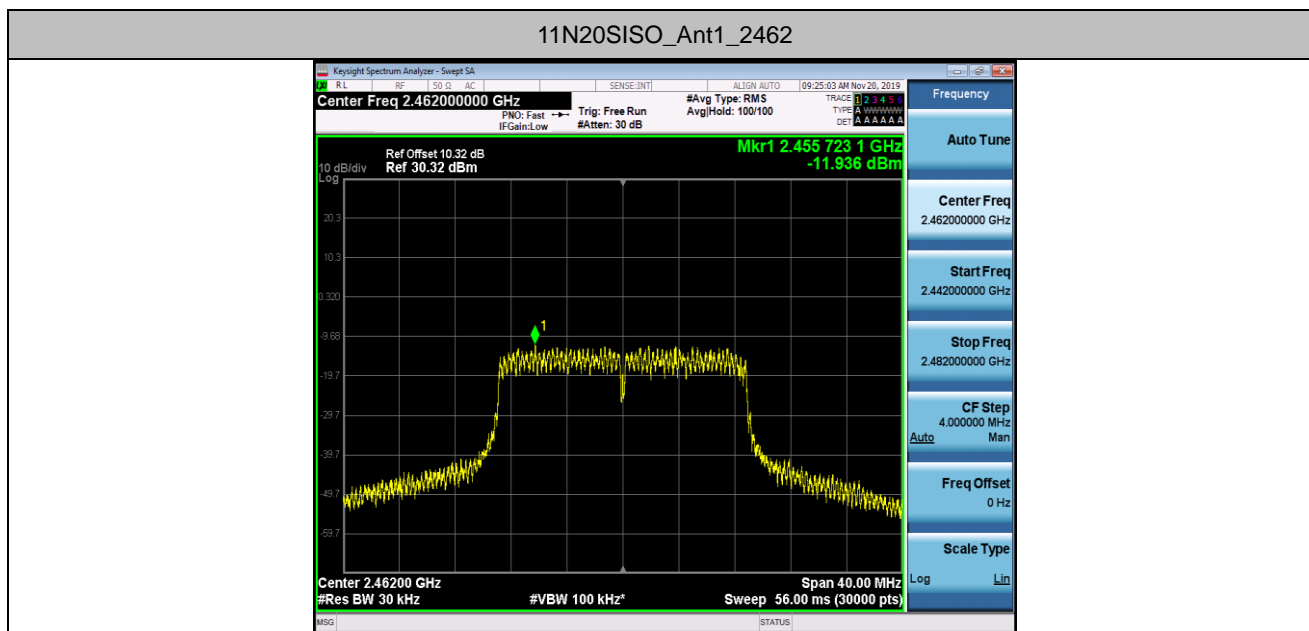 11N20SISO_Ant1_2462
Keysight Spectrum Analyzer - Swept SA
RL RF 50 Ω AC SENSE:INT ALIGN AUTO 09:25:03 AM Nov 20, 2019
Center Freq 2.462000000 GHz
PNO: Fast
IFGain:Low
Trig: Free Run
#Atten: 30 dB
#Avg Type: RMS
Avg|Hold: 100/100
TRACE 1 2 3 4 5 6
TYPE A WWWWW
DET A A A A A A
Frequency
Auto Tune
Center Freq
2.462000000 GHz
Start Freq
2.442000000 GHz
Stop Freq
2.482000000 GHz
CF Step
4.000000 MHz
Auto Man
Freq Offset
0 Hz
Scale Type
Log Lin
Mkr1 2.455 723 1 GHz
-11.936 dBm
Ref Offset 10.32 dB
10 dB/div Ref 30.32 dBm
Log
20.3
10.3
0.320
1
-9.68
-19.7
-29.7
-39.7
-49.7
-59.7
Center 2.46200 GHz Span 40.00 MHz
#Res BW 30 kHz #VBW 100 kHz* Sweep 56.00 ms (30000 pts)
MSG STATUS